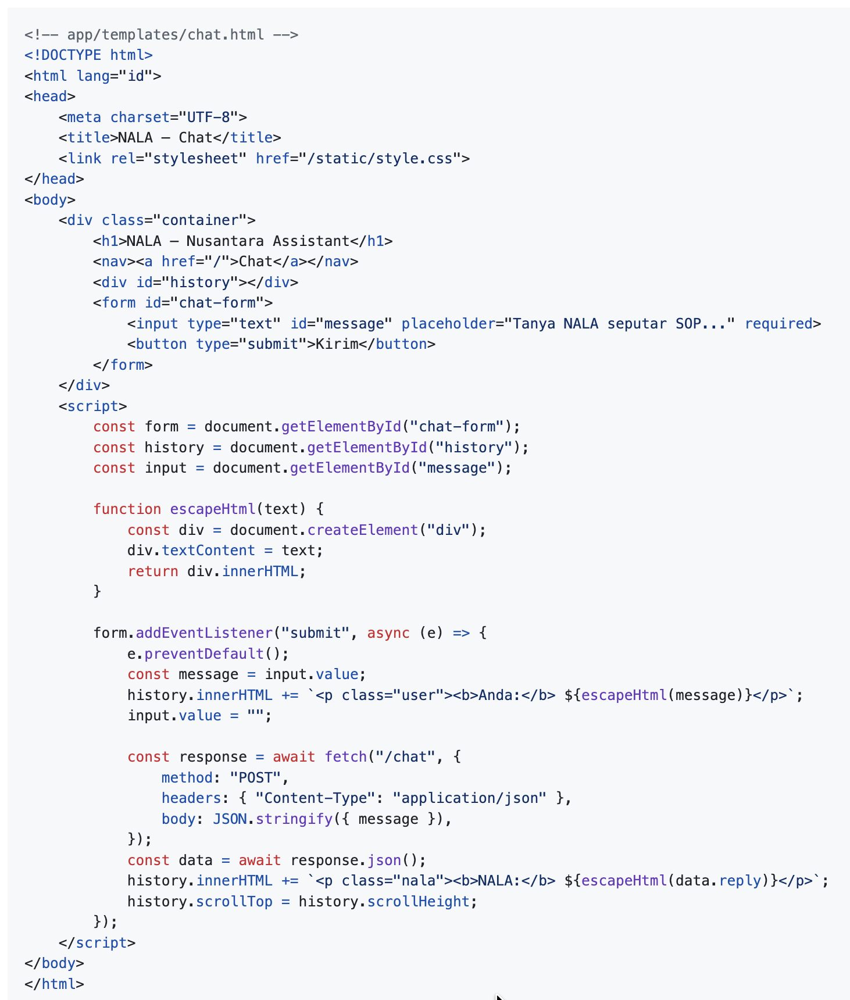 <!-- app/templates/chat.html -->
<!DOCTYPE html>
<html lang="id">
<head>
    <meta charset="UTF-8">
    <title>NALA — Chat</title>
    <link rel="stylesheet" href="/static/style.css">
</head>
<body>
    <div class="container">
        <h1>NALA — Nusantara Assistant</h1>
        <nav><a href="/">Chat</a></nav>
        <div id="history"></div>
        <form id="chat-form">
            <input type="text" id="message" placeholder="Tanya NALA seputar SOP..." required>
            <button type="submit">Kirim</button>
        </form>
    </div>
    <script>
        const form = document.getElementById("chat-form");
        const history = document.getElementById("history");
        const input = document.getElementById("message");

        function escapeHtml(text) {
            const div = document.createElement("div");
            div.textContent = text;
            return div.innerHTML;
        }

        form.addEventListener("submit", async (e) => {
            e.preventDefault();
            const message = input.value;
            history.innerHTML += `<p class="user"><b>Anda:</b> ${escapeHtml(message)}</p>`;
            input.value = "";

            const response = await fetch("/chat", {
                method: "POST",
                headers: { "Content-Type": "application/json" },
                body: JSON.stringify({ message }),
            });
            const data = await response.json();
            history.innerHTML += `<p class="nala"><b>NALA:</b> ${escapeHtml(data.reply)}</p>`;
            history.scrollTop = history.scrollHeight;
        });
    </script>
</body>
</html>